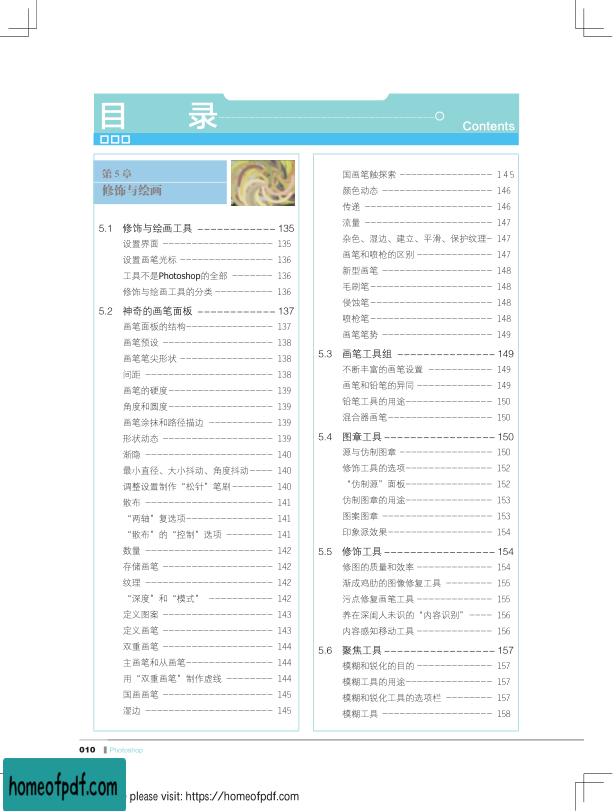 目 录
Contents
第 5 章
修饰与绘画
5.1 修饰与绘画工具 135
设置界面 135
设置画笔光标 136
工具不是Photoshop的全部 136
修饰与绘画工具的分类 136
5.2 神奇的画笔面板 137
画笔面板的结构 137
画笔预设 138
画笔笔尖形状 138
间距 138
画笔的硬度 139
角度和圆度 139
画笔涂抹和路径描边 139
形状动态 139
渐隐 140
最小直径、大小抖动、角度抖动 140
调整设置制作“松针”笔刷 140
散布 141
“两轴”复选项 141
“散布”的“控制”选项 141
数量 142
存储画笔 142
纹理 142
“深度”和“模式” 142
定义图案 143
定义画笔 143
双重画笔 144
主画笔和从画笔 144
用“双重画笔”制作虚线 144
国画画笔 145
湿边 145
国画笔触探索 145
颜色动态 146
传递 146
流量 147
杂色、湿边、建立、平滑、保护纹理 147
画笔和喷枪的区别 147
新型画笔 148
毛刷笔 148
侵蚀笔 148
喷枪笔 148
画笔笔势 149
5.3 画笔工具组 149
不断丰富的画笔设置 149
画笔和铅笔的异同 149
铅笔工具的用途 150
混合器画笔 150
5.4 图章工具 150
源与仿制图章 150
修饰工具的选项 152
“仿制源”面板 152
仿制图章的用途 153
图案图章 153
印象派效果 154
5.5 修饰工具 154
修图的质量和效率 154
渐成鸡肋的图像修复工具 155
污点修复画笔工具 155
养在深闺人未识的“内容识别” 156
内容感知移动工具 156
5.6 聚焦工具 157
模糊和锐化的目的 157
模糊工具的用途 157
模糊和锐化工具的选项栏 157
模糊工具 158
010 Photoshop
homeofpdf.com
please visit: https://homeofpdf.com